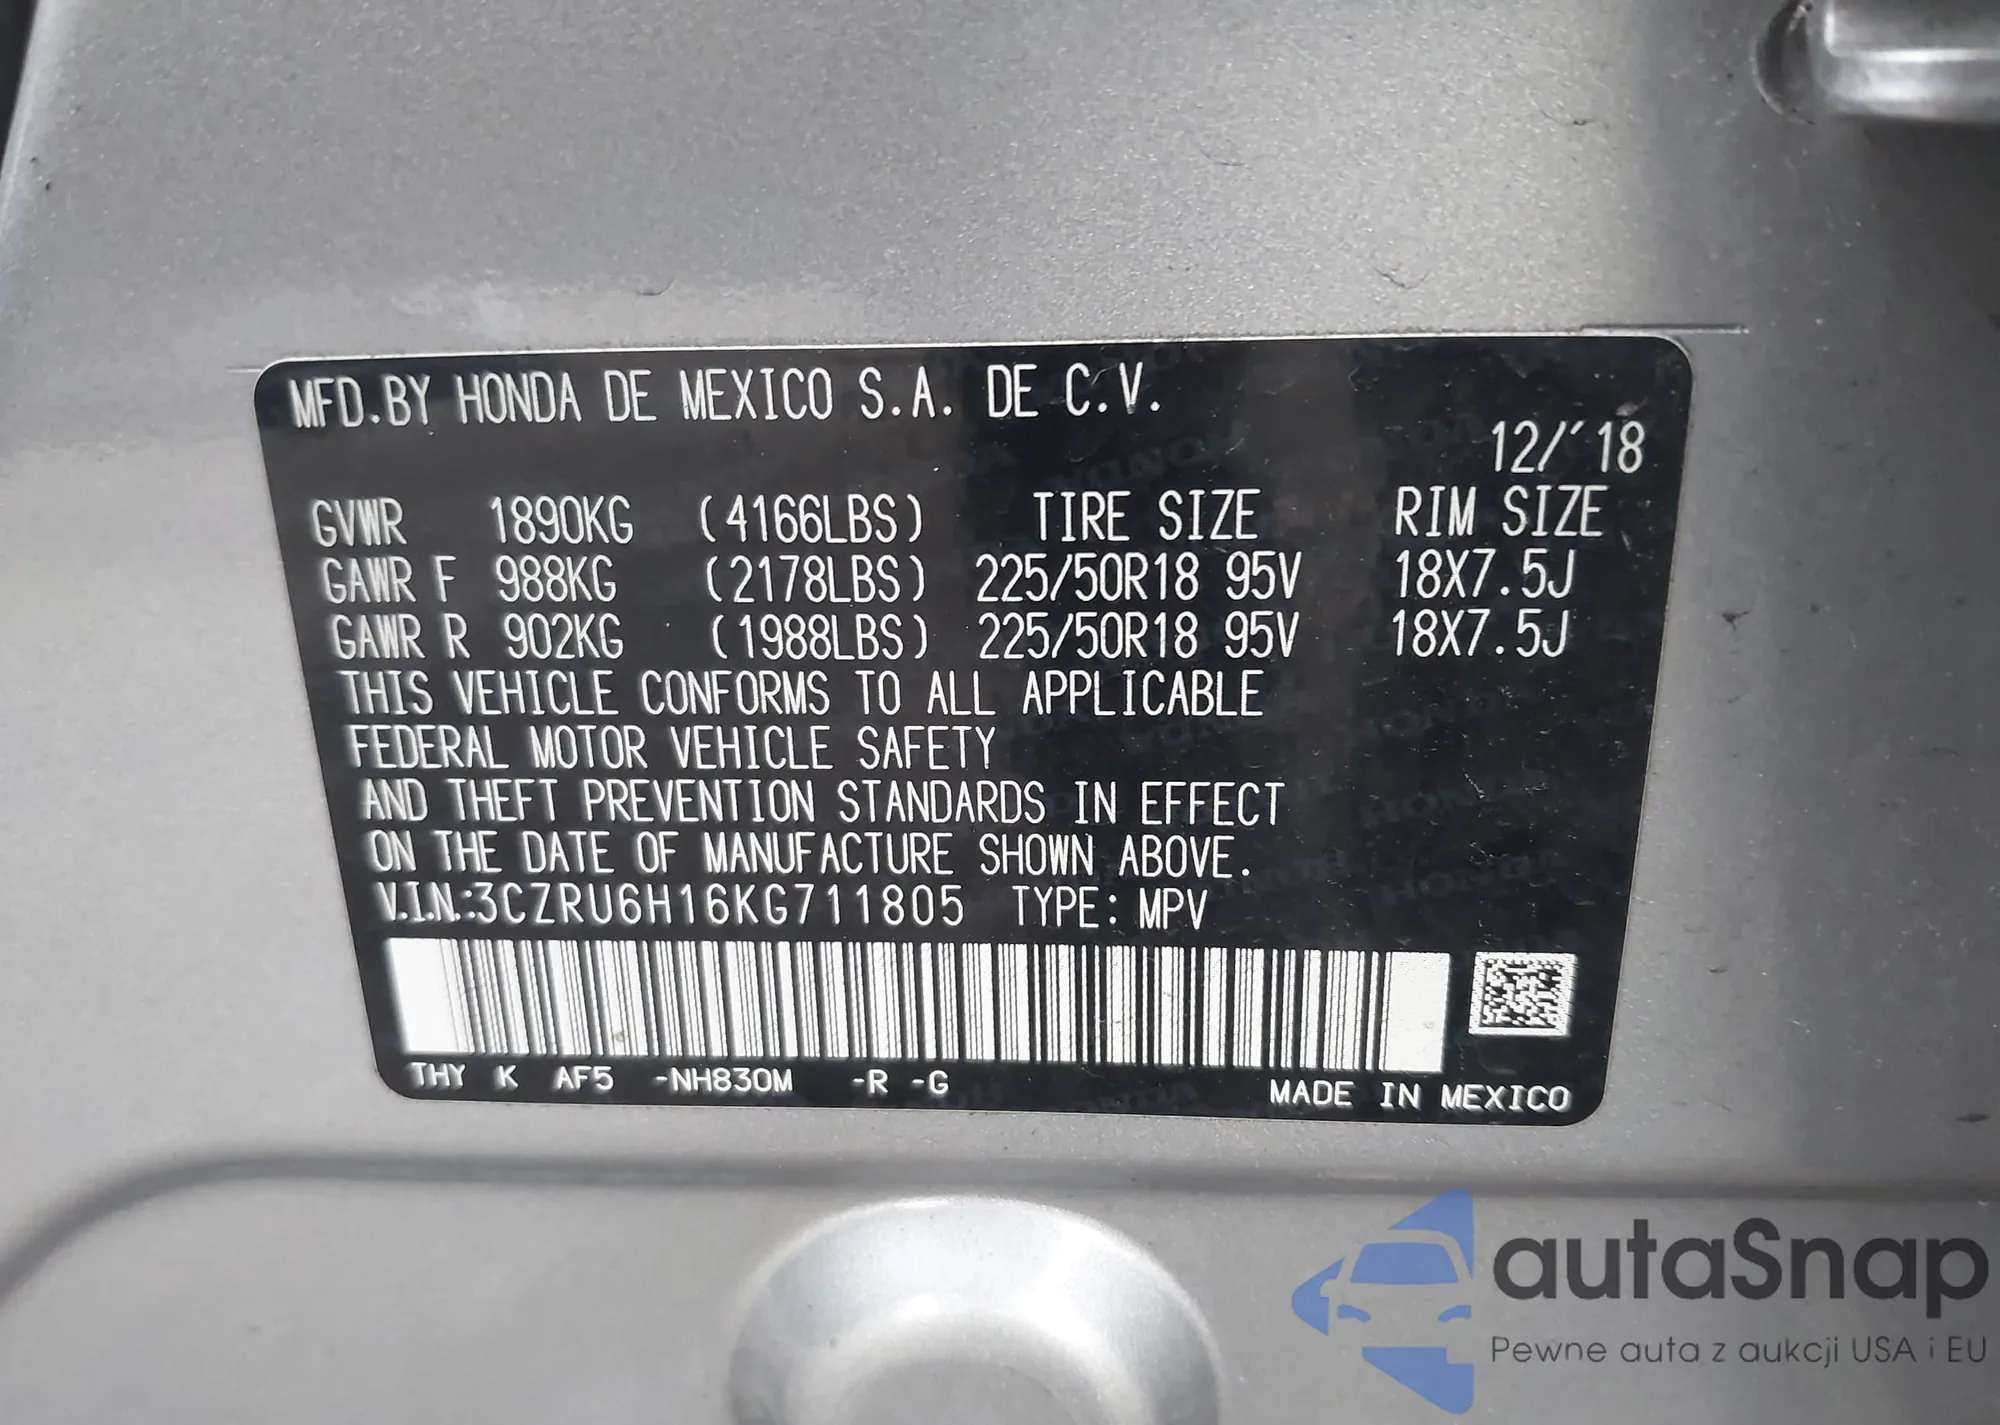 MFD.BY HONDA DE MEXICO S.A. DE C.V.
12/'18
GVWR 1890KG (4166LBS) TIRE SIZE RIM SIZE
GAWR F 988KG (2178LBS) 225/50R18 95V 18X7.5J
GAWR R 902KG (1988LBS) 225/50R18 95V 18X7.5J
THIS VEHICLE CONFORMS TO ALL APPLICABLE
FEDERAL MOTOR VEHICLE SAFETY
AND THEFT PREVENTION STANDARDS IN EFFECT
ON THE DATE OF MANUFACTURE SHOWN ABOVE.
V.I.N.:3CZRU6H16KG711805 TYPE: MPV
THY K AF5 -NH830M -R -G MADE IN MEXICO
autaSnap
Pewne auta z aukcji USA i EU